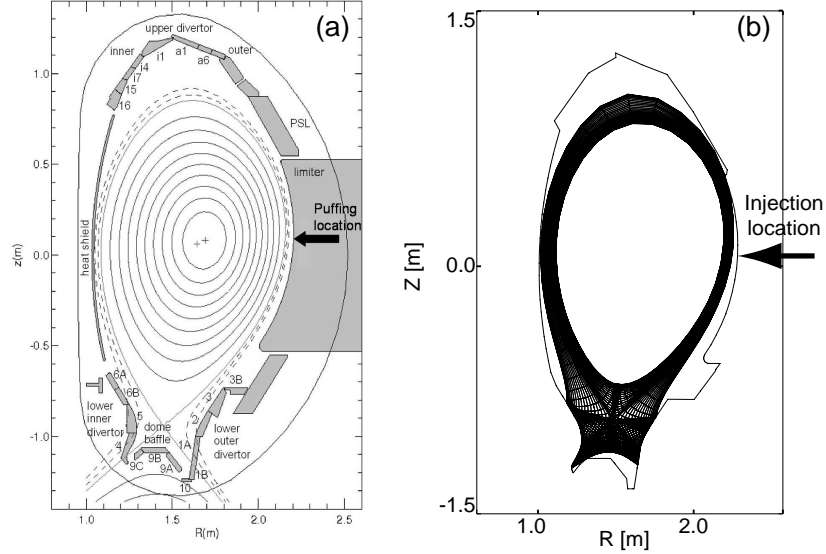 (a)
upper divertor
inner
outer
i1
a1
a6
i4
i7
15
16
PSL
limiter
Puffing
location
heat shield
z(m)
1.0
0.5
0.0
-0.5
-1.0
6A
6B
3B
lower
inner
divertor
5
4
dome
baffle
9C
9B
9A
1A
5
2
3
lower
outer
divertor
1B
10
1.0
1.5
2.0
2.5
R(m)
(b)
1.5
0.0
-1.5
Z [m]
Injection
location
1.0
2.0
R [m]